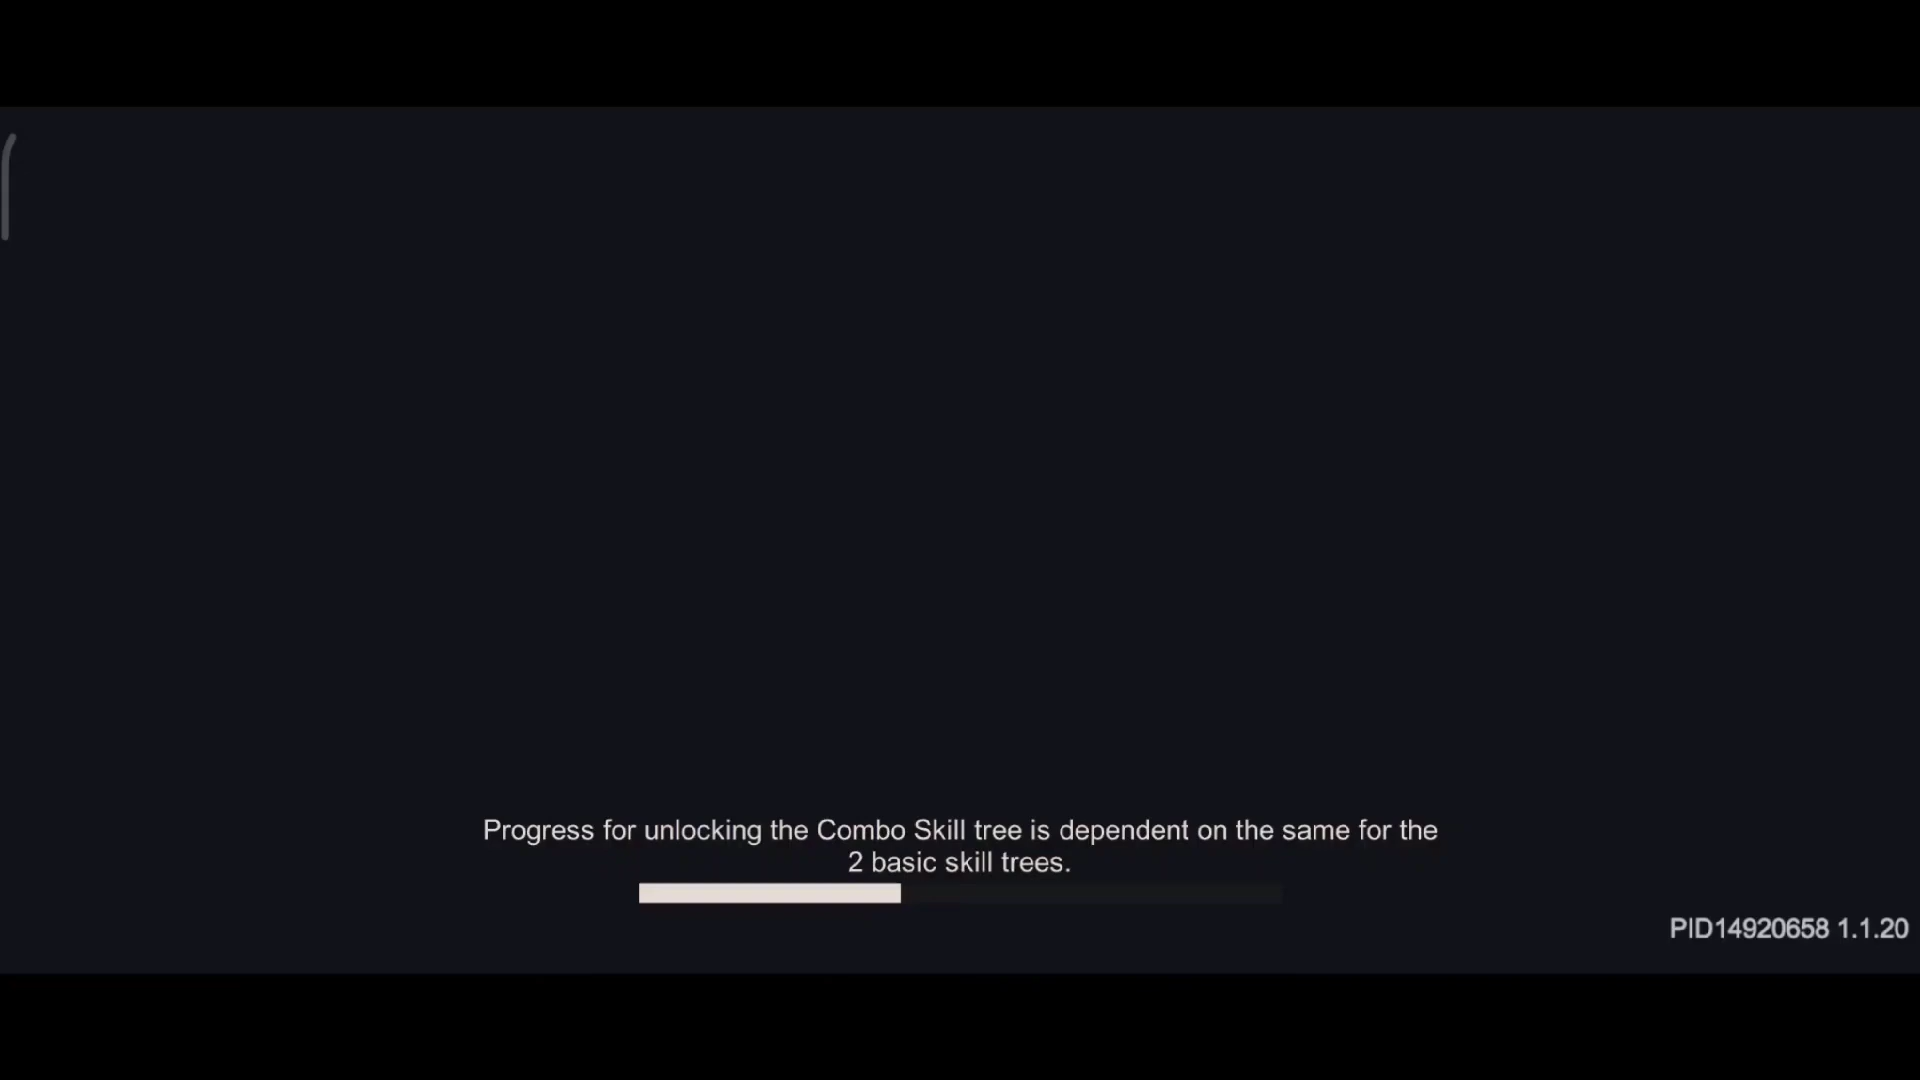 Progress for unlocking the Combo Skill tree is dependent on the same for the
2 basic skill trees.
PID14920658 1.1.20